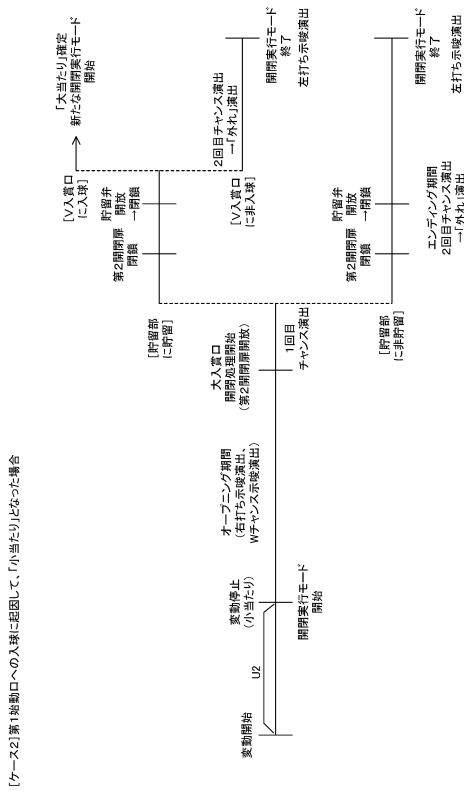 [ケース2]第1始動口への入球に起因して、「小当たり」となった場合
変動開始
U2
変動停止
(小当たり)
開閉実行モード
開始
オープニング期間
(右打ち示唆演出、
Wチャンス示唆演出)
大入賞口
開閉処理開始
(第2開閉扉開放)
1回目
チャンス演出
[貯留部
に貯留]
第2開閉扉
閉鎖
貯留弁
開放
→閉鎖
[V入賞口
に入球]
「大当たり」確定
新たな開閉実行モード
開始
[V入賞口
に非入球]
2回目チャンス演出
→「外れ」演出
開閉実行モード
終了
左打ち示唆演出
[貯留部
に非貯留]
第2開閉扉
閉鎖
貯留弁
開放
→閉鎖
エンディング期間
2回目チャンス演出
→「外れ」演出
開閉実行モード
終了
左打ち示唆演出